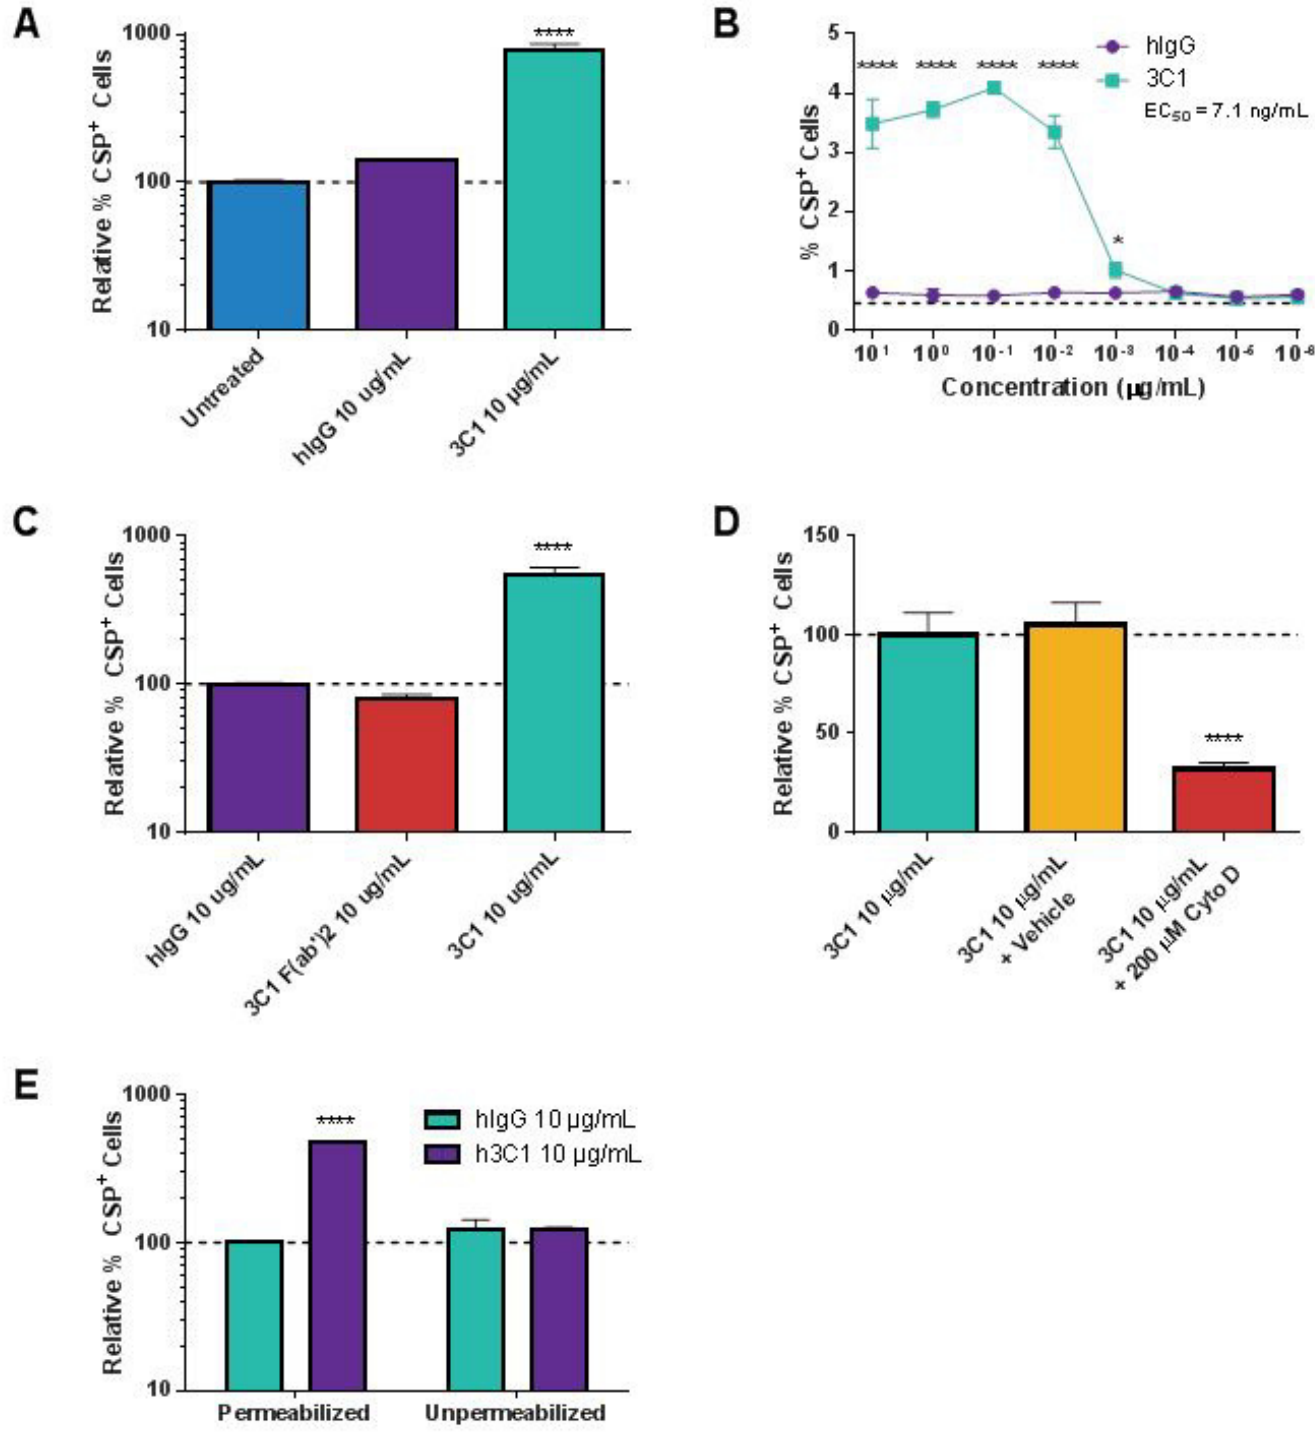 A
Relative % CSP⁺ Cells
1000
100
10
****
Untreated
hIgG 10 ug/mL
3C1 10 µg/mL
B
% CSP⁺ Cells
5
4
3
2
1
0
**** **** **** ****
*
hIgG
3C1
EC₅₀ = 7.1 ng/mL
10¹ 10⁰ 10⁻¹ 10⁻² 10⁻³ 10⁻⁴ 10⁻⁶ 10⁻⁸
Concentration (µg/mL)
C
Relative % CSP⁺ Cells
1000
100
10
****
hIgG 10 ug/mL
3C1 F(ab')2 10 ug/mL
3C1 10 ug/mL
D
Relative % CSP⁺ Cells
150
100
50
0
****
3C1 10 µg/mL
3C1 10 µg/mL
+ Vehicle
3C1 10 µg/mL
+ 200 µM Cyto D
E
Relative % CSP⁺ Cells
1000
100
10
****
hIgG 10 µg/mL
h3C1 10 µg/mL
Permeabilized Unpermeabilized